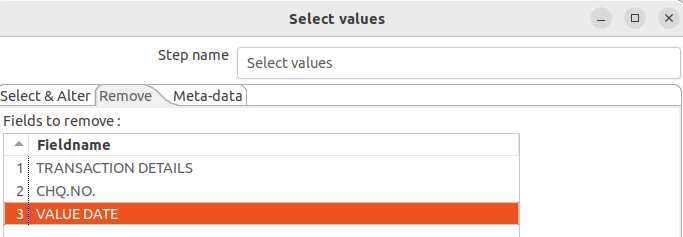 Select values
Step name Select values
Select & Alter Remove Meta-data
Fields to remove :
Fieldname
1 TRANSACTION DETAILS
2 CHQ.NO.
3 VALUE DATE